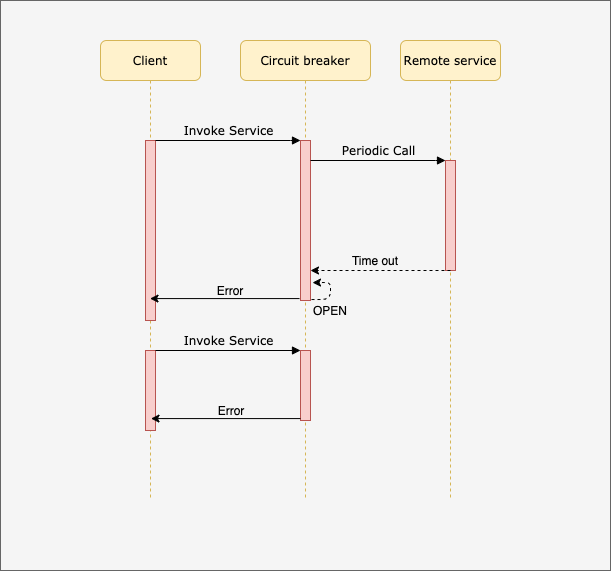 Client
Circuit breaker
Remote service
Invoke Service
Periodic Call
Time out
Error
OPEN
Invoke Service
Error